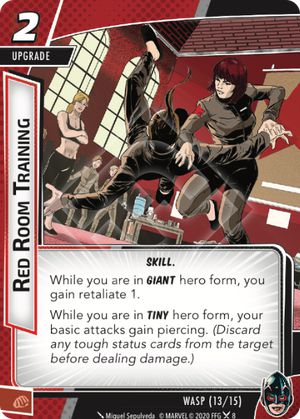 2
UPGRADE
RED ROOM TRAINING
SKILL.
While you are in GIANT hero form, you
gain retaliate 1.
While you are in TINY hero form, your
basic attacks gain piercing. (Discard
any tough status cards from the target
before dealing damage.)
WASP (13/15)
Miguel Sepulveda © MARVEL © 2020 FFG 8